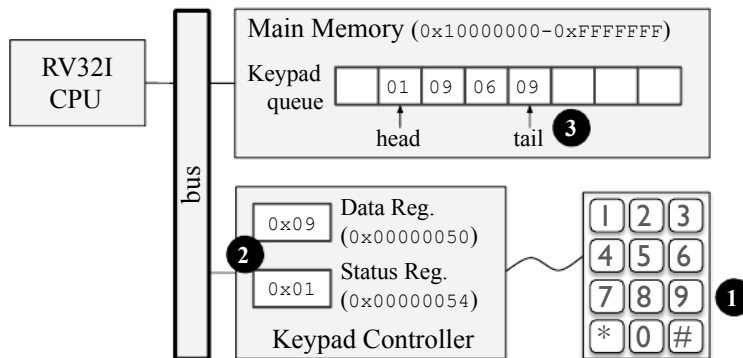 Main Memory (0x10000000-0xFFFFFFF)
RV32I
CPU
Keypad
queue
01 09 06 09
head
tail
3
bus
0x09
Data Reg.
(0x00000050)
2
0x01
Status Reg.
(0x00000054)
Keypad Controller
1 2 3
4 5 6
7 8 9
* 0 #
1